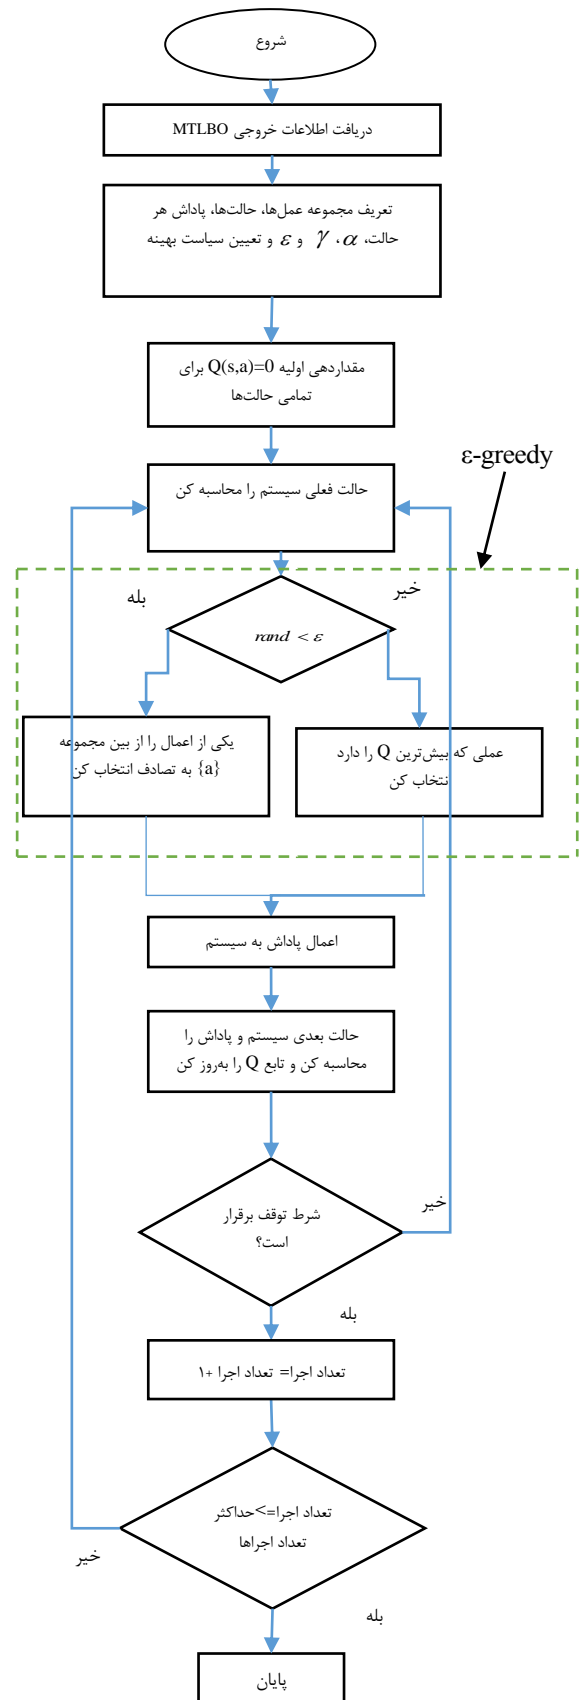 شروع
دریافت اطلاعات خروجی MTLBO
تعریف مجموعه عمل‌ها، حالت‌ها، پاداش هر
حالت، α، γ و ε و تعیین سیاست بهینه
مقداردهی اولیه Q(s,a)=0 برای
تمامی حالت‌ها
ε-greedy
حالت فعلی سیستم را محاسبه کن
بله
خیر
rand < ε
یکی از اعمال را از بین مجموعه
{a} به تصادف انتخاب کن
عملی که بیش‌ترین Q را دارد
نتخاب کن
اعمال پاداش به سیستم
حالت بعدی سیستم و پاداش را
محاسبه کن و تابع Q را به‌روز کن
شرط توقف برقرار
است؟
خیر
بله
تعداد اجرا= تعداد اجرا +۱
تعداد اجرا=>حداکثر
تعداد اجراها
خیر
بله
پایان